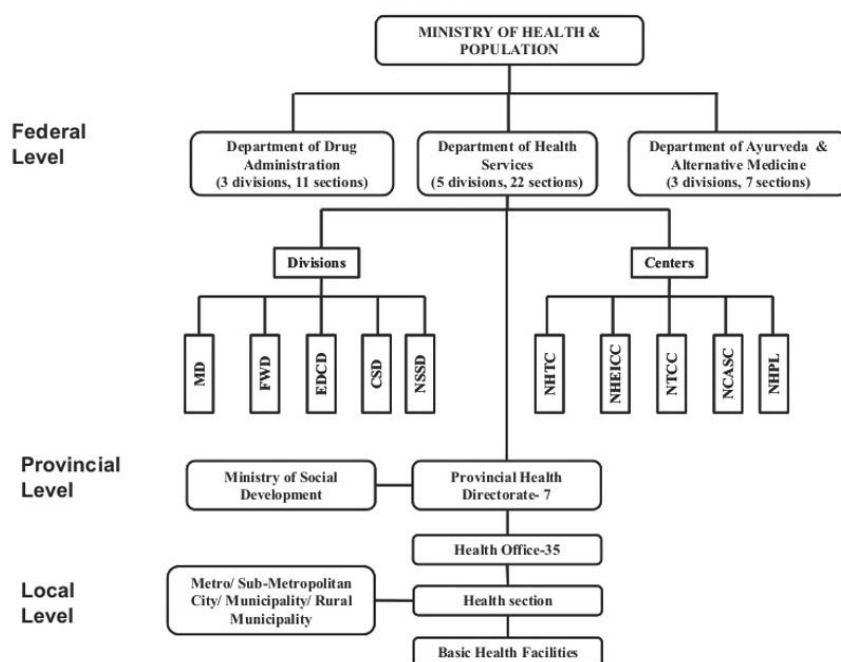 MINISTRY OF HEALTH &
POPULATION
Federal
Level
Department of Drug
Administration
(3 divisions, 11 sections)
Department of Health
Services
(5 divisions, 22 sections)
Department of Ayurveda &
Alternative Medicine
(3 divisions, 7 sections)
Divisions
Centers
MD
FWD
EDCD
CSD
NSSD
NHTC
NHEICC
NTCC
NCASC
NHPL
Provincial
Level
Ministry of Social
Development
Provincial Health
Directorate- 7
Health Office-35
Local
Level
Metro/ Sub-Metropolitan
City/ Municipality/ Rural
Municipality
Health section
Basic Health Facilities